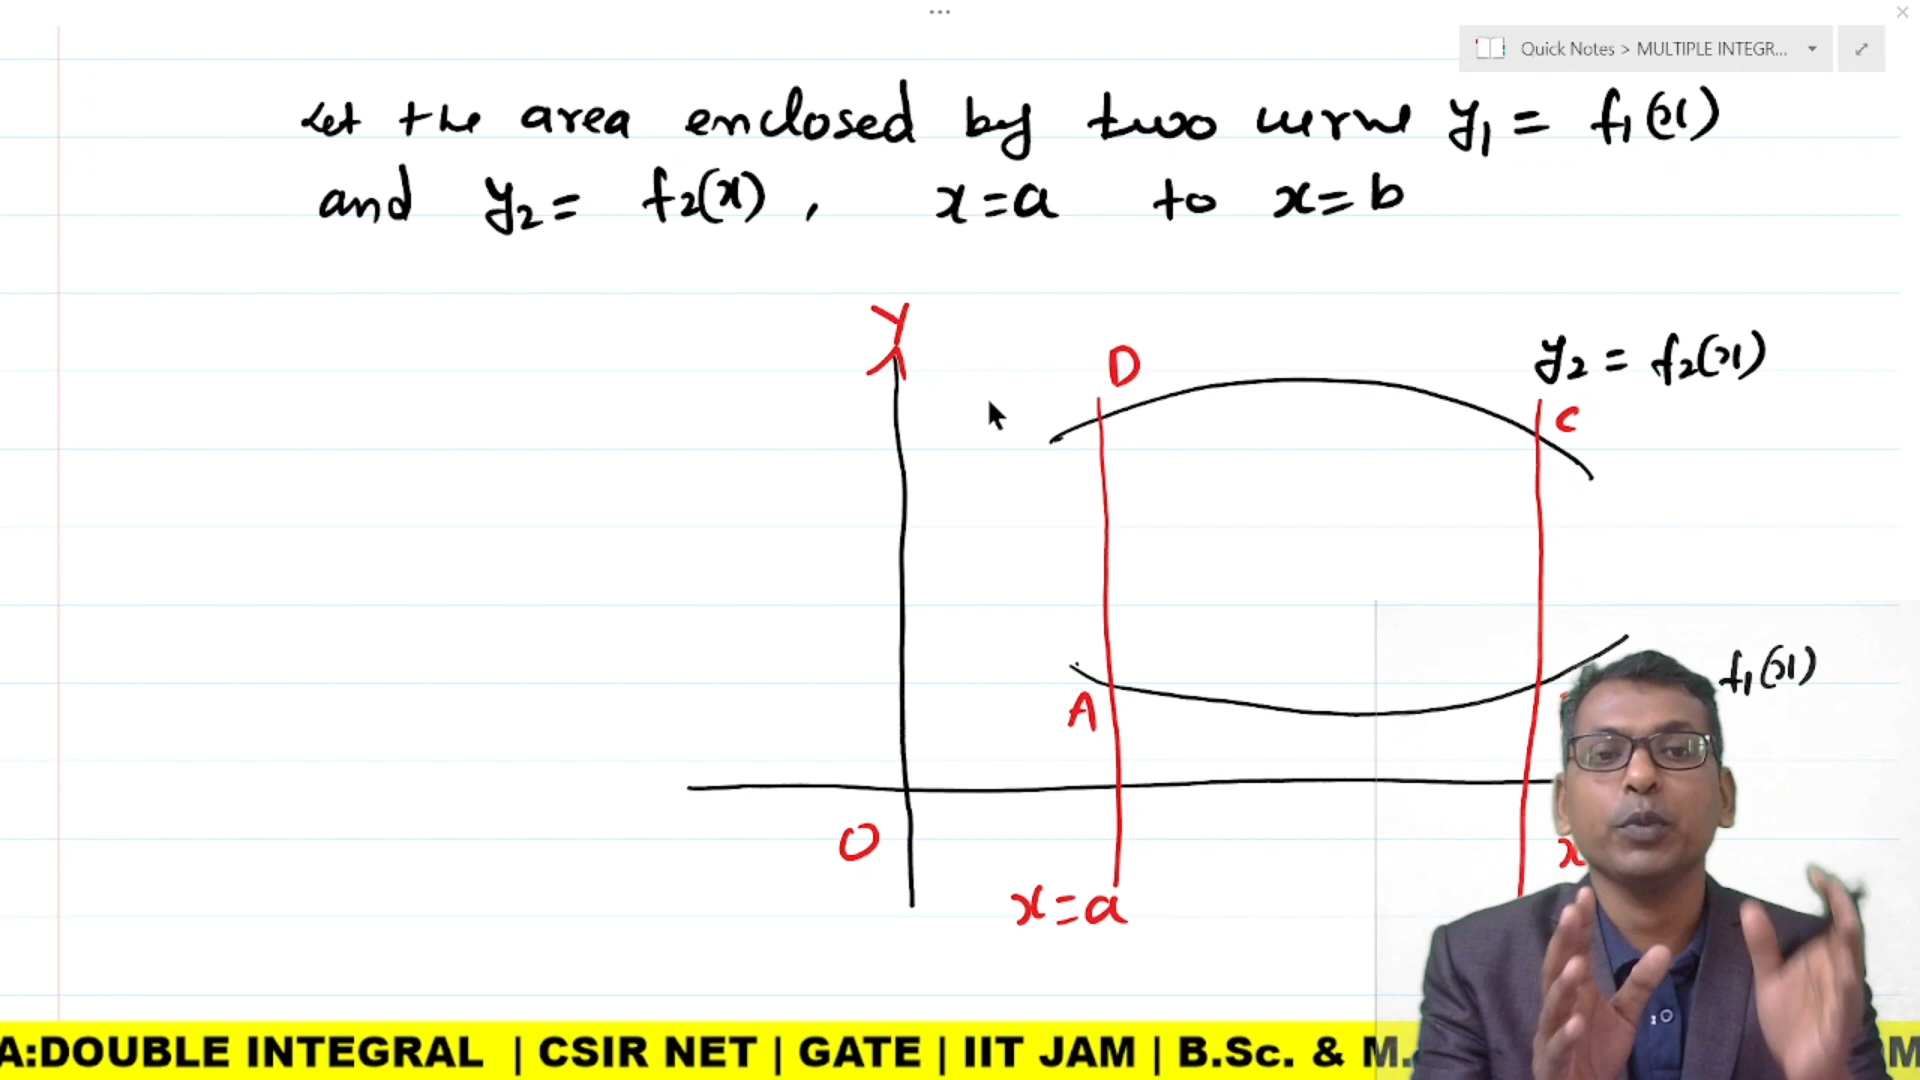 Quick Notes > MULTIPLE INTEGR...
Let the area enclosed by two curve y₁ = f₁(x)
and y₂ = f₂(x), x=a to x=b
Y
D
y₂ = f₂(x)
C
f₁(x)
A
O
x
x=a
A:DOUBLE INTEGRAL | CSIR NET | GATE | IIT JAM | B.Sc. & M.
M